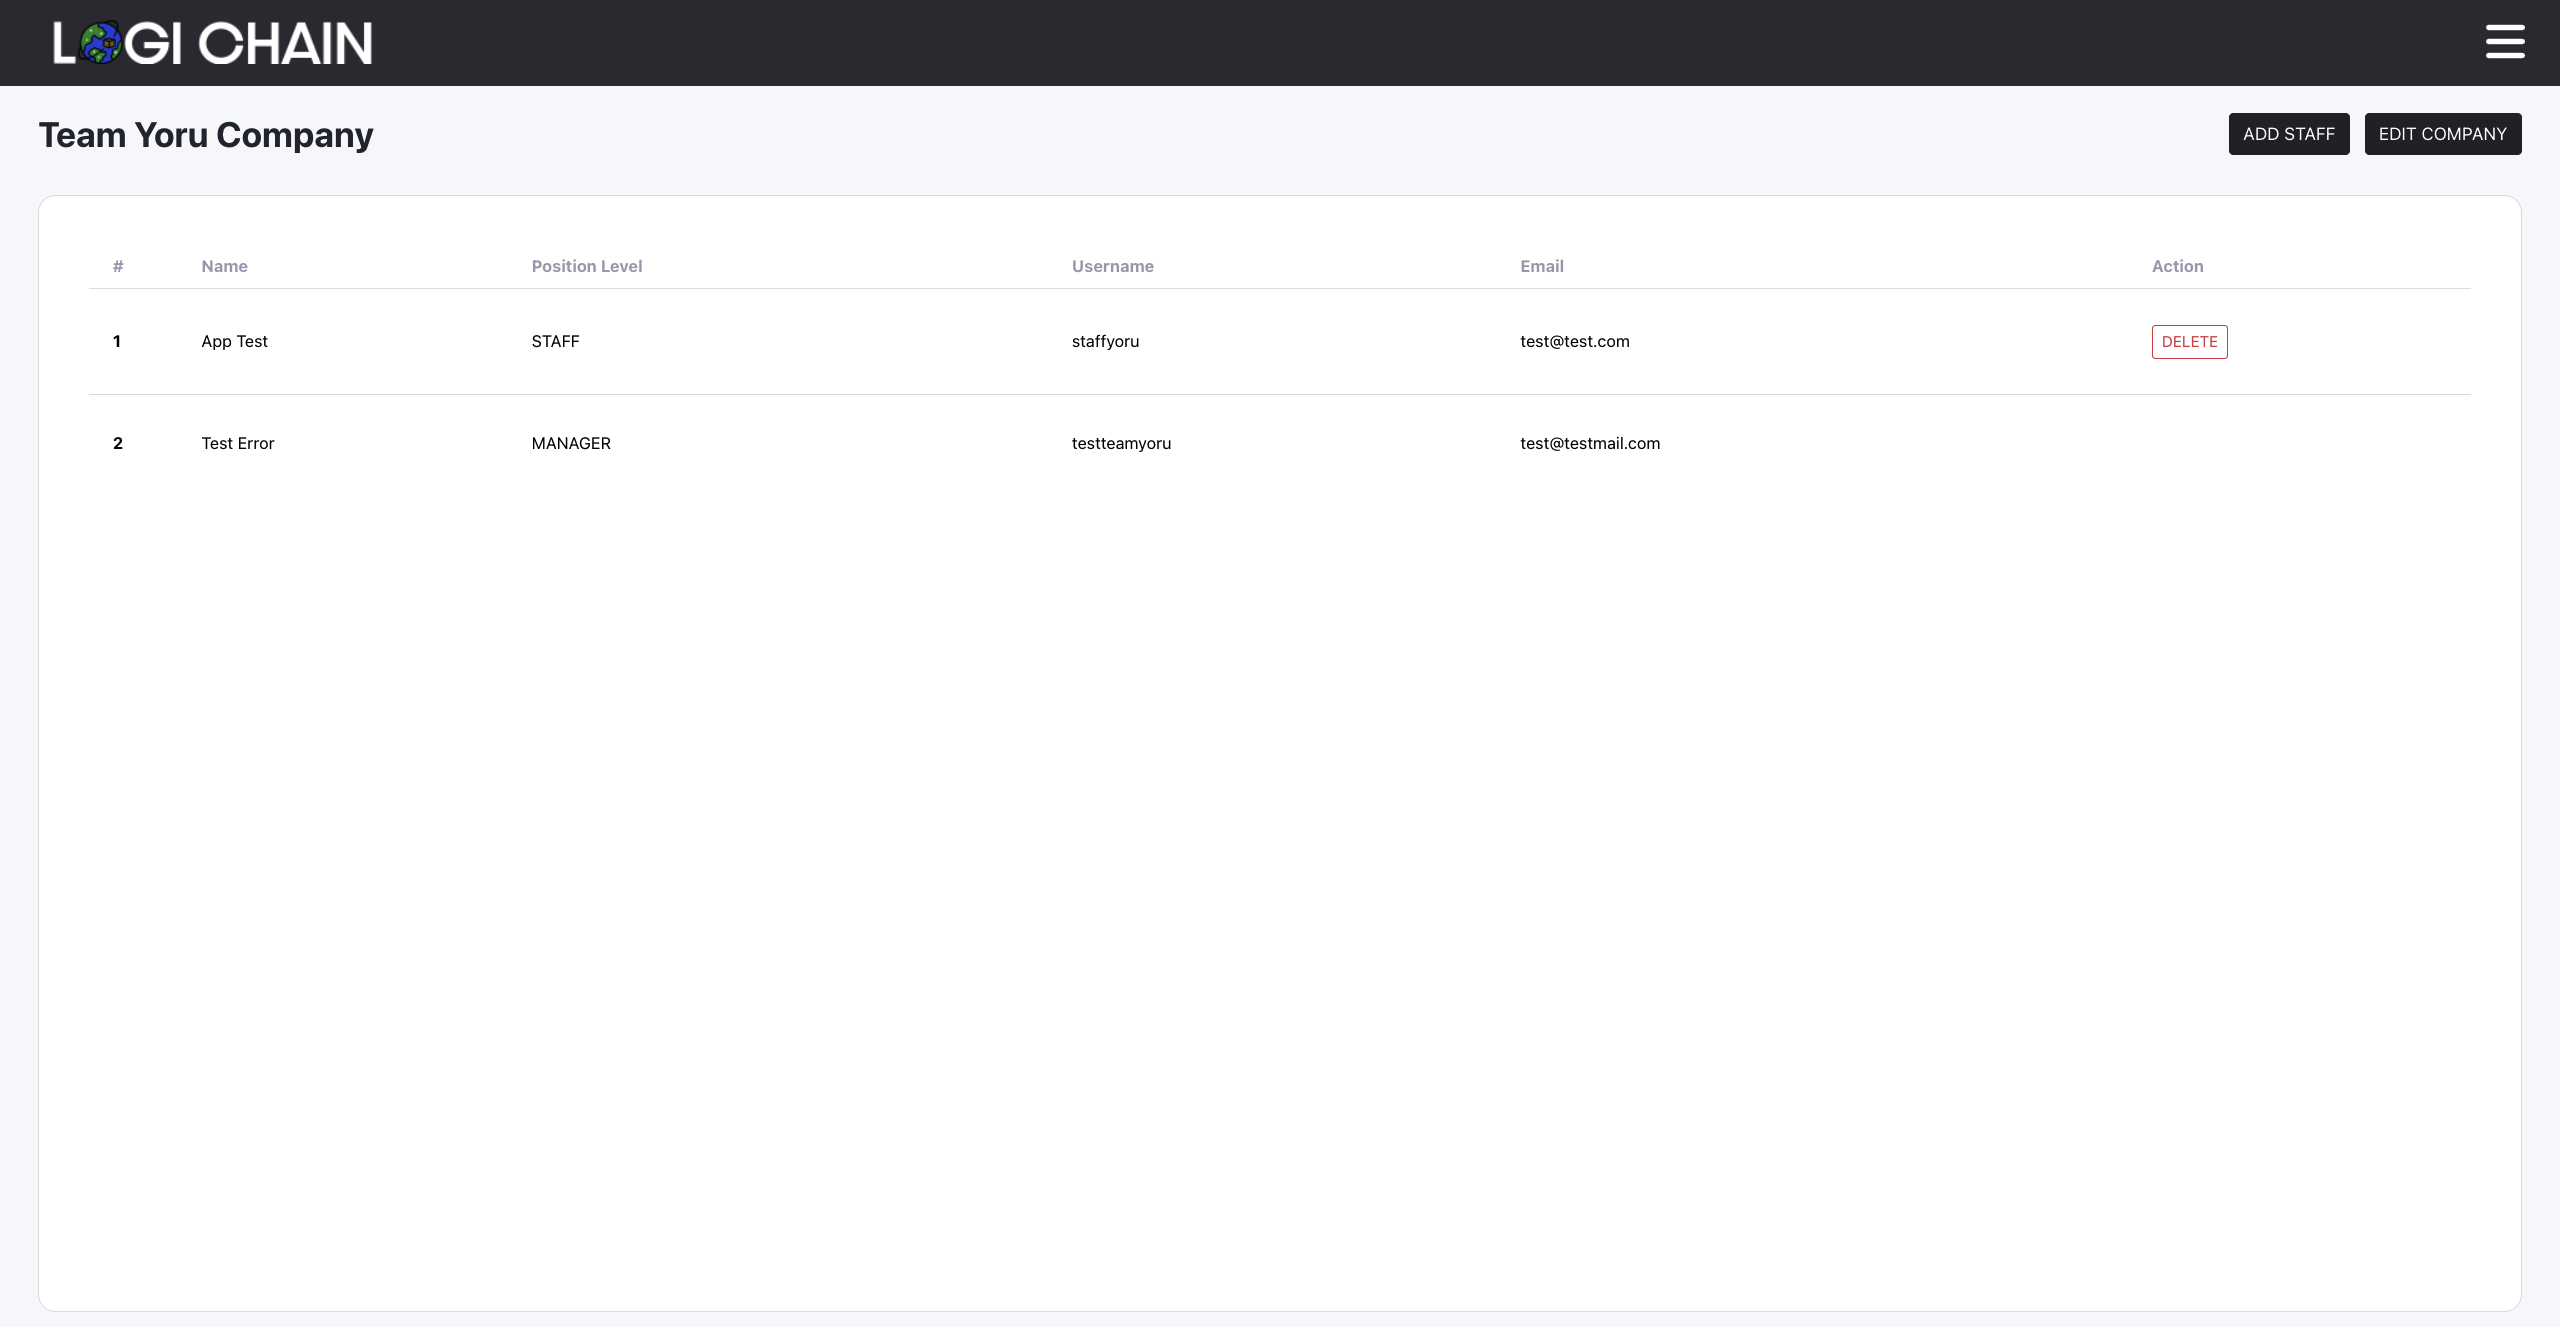 LOGI CHAIN
Team Yoru Company
ADD STAFF
EDIT COMPANY
# Name Position Level Username Email Action
1 App Test STAFF staffyoru test@test.com DELETE
2 Test Error MANAGER testteamyoru test@testmail.com